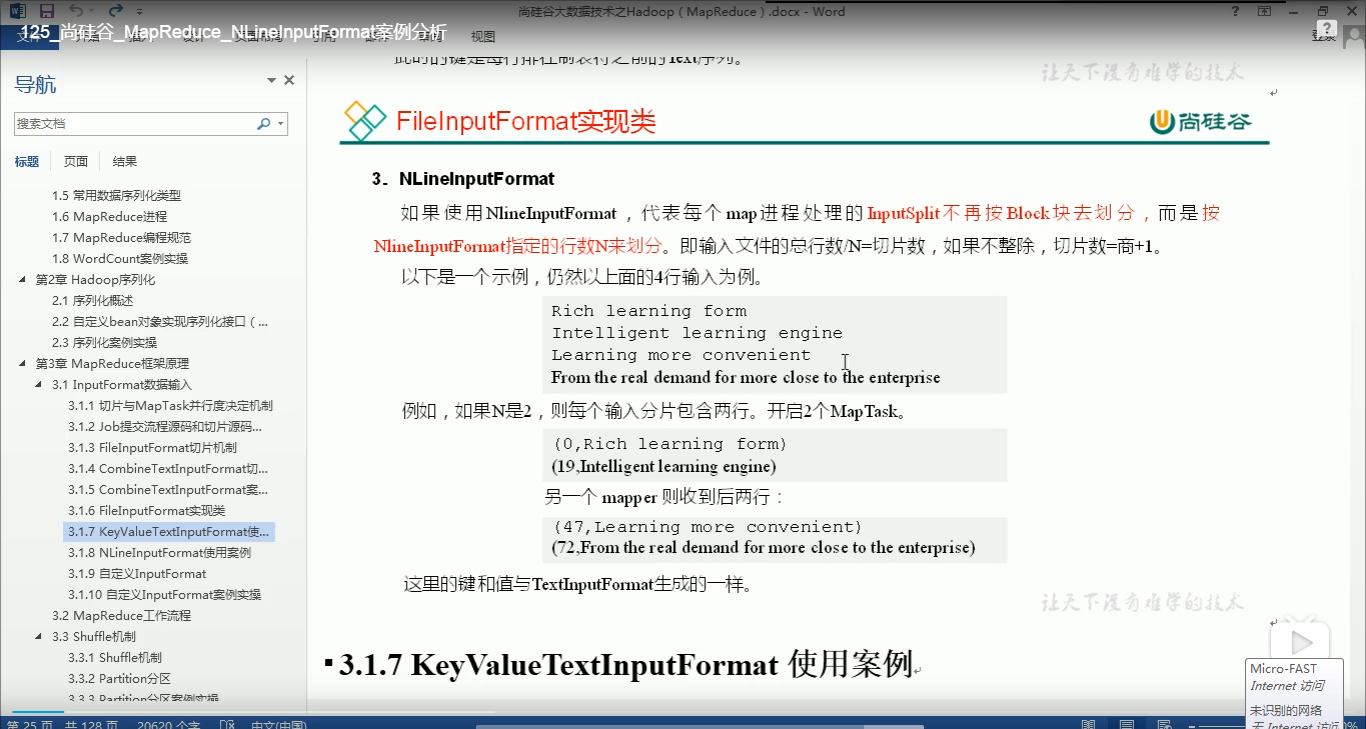 尚硅谷大数据技术之Hadoop（MapReduce）.docx - Word
125_尚硅谷_MapReduce_NLineInputFormat案例分析
文件
视图
登录
导航
搜索文档
标题 页面 结果
1.5 常用数据序列化类型
1.6 MapReduce进程
1.7 MapReduce编程规范
1.8 WordCount案例实操
第2章 Hadoop序列化
2.1 序列化概述
2.2 自定义bean对象实现序列化接口（...
2.3 序列化案例实操
第3章 MapReduce框架原理
3.1 InputFormat数据输入
3.1.1 切片与MapTask并行度决定机制
3.1.2 Job提交流程源码和切片源码...
3.1.3 FileInputFormat切片机制
3.1.4 CombineTextInputFormat切...
3.1.5 CombineTextInputFormat案...
3.1.6 FileInputFormat实现类
3.1.7 KeyValueTextInputFormat使...
3.1.8 NLineInputFormat使用案例
3.1.9 自定义InputFormat
3.1.10 自定义InputFormat案例实操
3.2 MapReduce工作流程
3.3 Shuffle机制
3.3.1 Shuffle机制
3.3.2 Partition分区
3.3.3 Partition分区案例实操
此时的键是每行排在制表符之前的Text序列。
让天下没有难学的技术
FileInputFormat实现类
尚硅谷
3．NLineInputFormat
如果使用NlineInputFormat，代表每个map进程处理的InputSplit不再按Block块去划分，而是按
NlineInputFormat指定的行数N来划分。即输入文件的总行数/N=切片数，如果不整除，切片数=商+1。
以下是一个示例，仍然以上面的4行输入为例。
Rich learning form
Intelligent learning engine
Learning more convenient
From the real demand for more close to the enterprise
例如，如果N是2，则每个输入分片包含两行。开启2个MapTask。
(0,Rich learning form)
(19,Intelligent learning engine)
另一个 mapper 则收到后两行：
(47,Learning more convenient)
(72,From the real demand for more close to the enterprise)
这里的键和值与TextInputFormat生成的一样。
让天下没有难学的技术
3.1.7 KeyValueTextInputFormat 使用案例
Micro-FAST
Internet 访问
未识别的网络
无 Internet 访问
第 25 页 共 128 页 20620 个字 中文(中国)